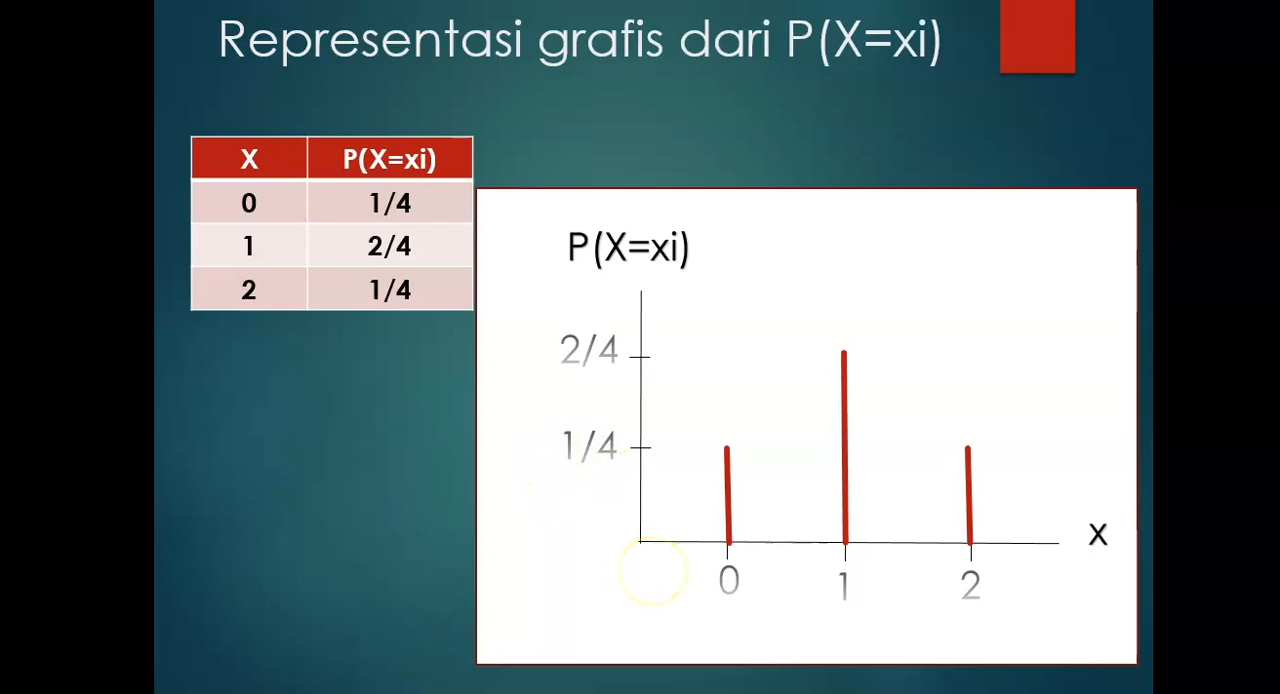 Representasi grafis dari P(X=xi)
X P(X=xi)
0 1/4
1 2/4
2 1/4
P(X=xi)
2/4
1/4
x
0 1 2